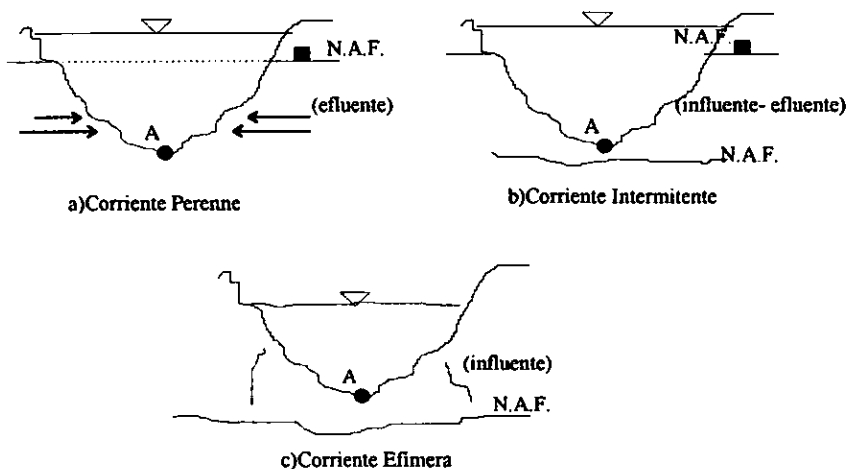 N.A.F.
(efluente)
A
a)Corriente Perenne
N.A.F.
(influente- efluente)
A
N.A.F.
b)Corriente Intermitente
(influente)
A
N.A.F.
c)Corriente Efimera